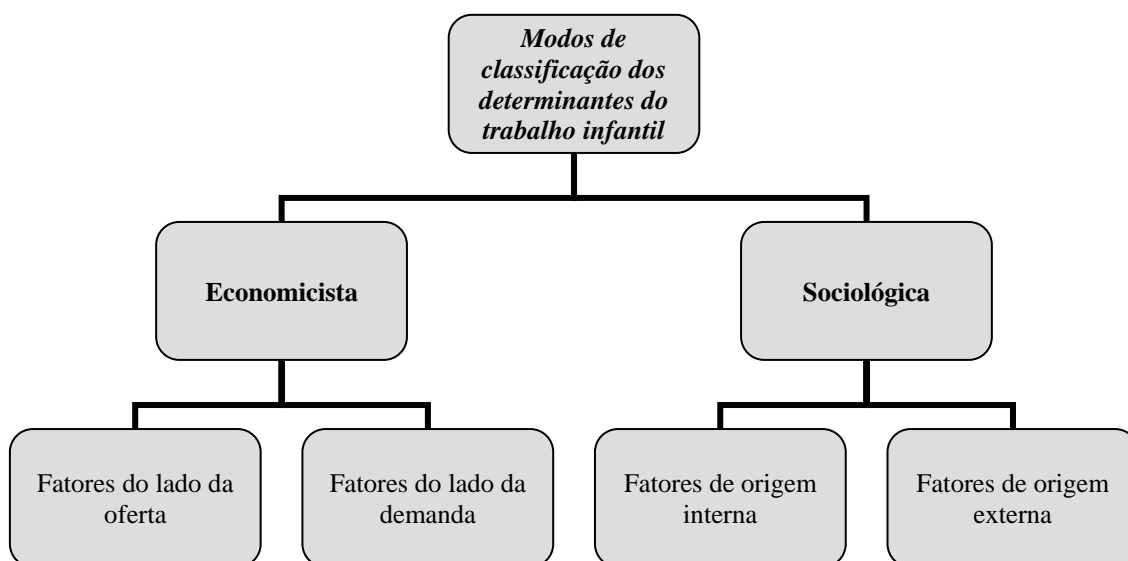 Modos de
classificação dos
determinantes do
trabalho infantil
Economicista
Sociológica
Fatores do lado da
oferta
Fatores do lado da
demanda
Fatores de origem
interna
Fatores de origem
externa